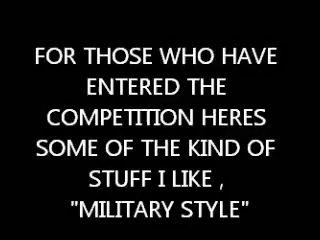 FOR THOSE WHO HAVE
ENTERED THE
COMPETITION HERES
SOME OF THE KIND OF
STUFF I LIKE ,
"MILITARY STYLE"